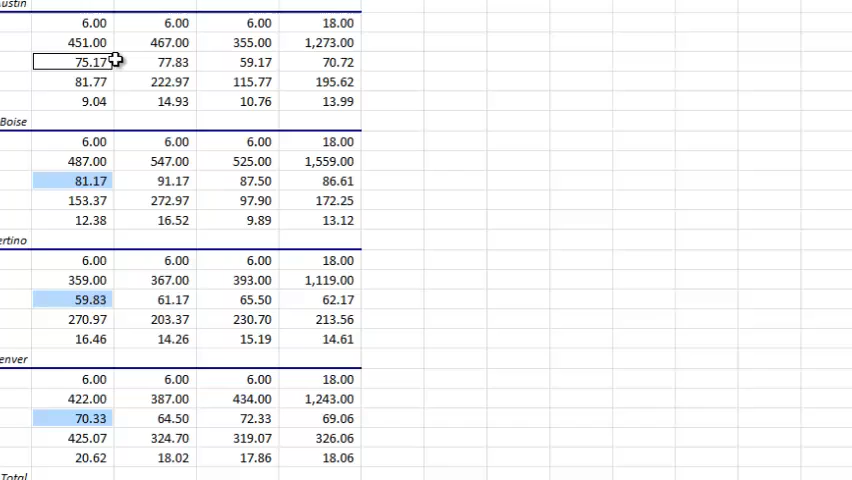 ustin
6.00 6.00 6.00 18.00
451.00 467.00 355.00 1,273.00
75.17 77.83 59.17 70.72
81.77 222.97 115.77 195.62
9.04 14.93 10.76 13.99
Boise
6.00 6.00 6.00 18.00
487.00 547.00 525.00 1,559.00
81.17 91.17 87.50 86.61
153.37 272.97 97.90 172.25
12.38 16.52 9.89 13.12
ertino
6.00 6.00 6.00 18.00
359.00 367.00 393.00 1,119.00
59.83 61.17 65.50 62.17
270.97 203.37 230.70 213.56
16.46 14.26 15.19 14.61
enver
6.00 6.00 6.00 18.00
422.00 387.00 434.00 1,243.00
70.33 64.50 72.33 69.06
425.07 324.70 319.07 326.06
20.62 18.02 17.86 18.06
Total